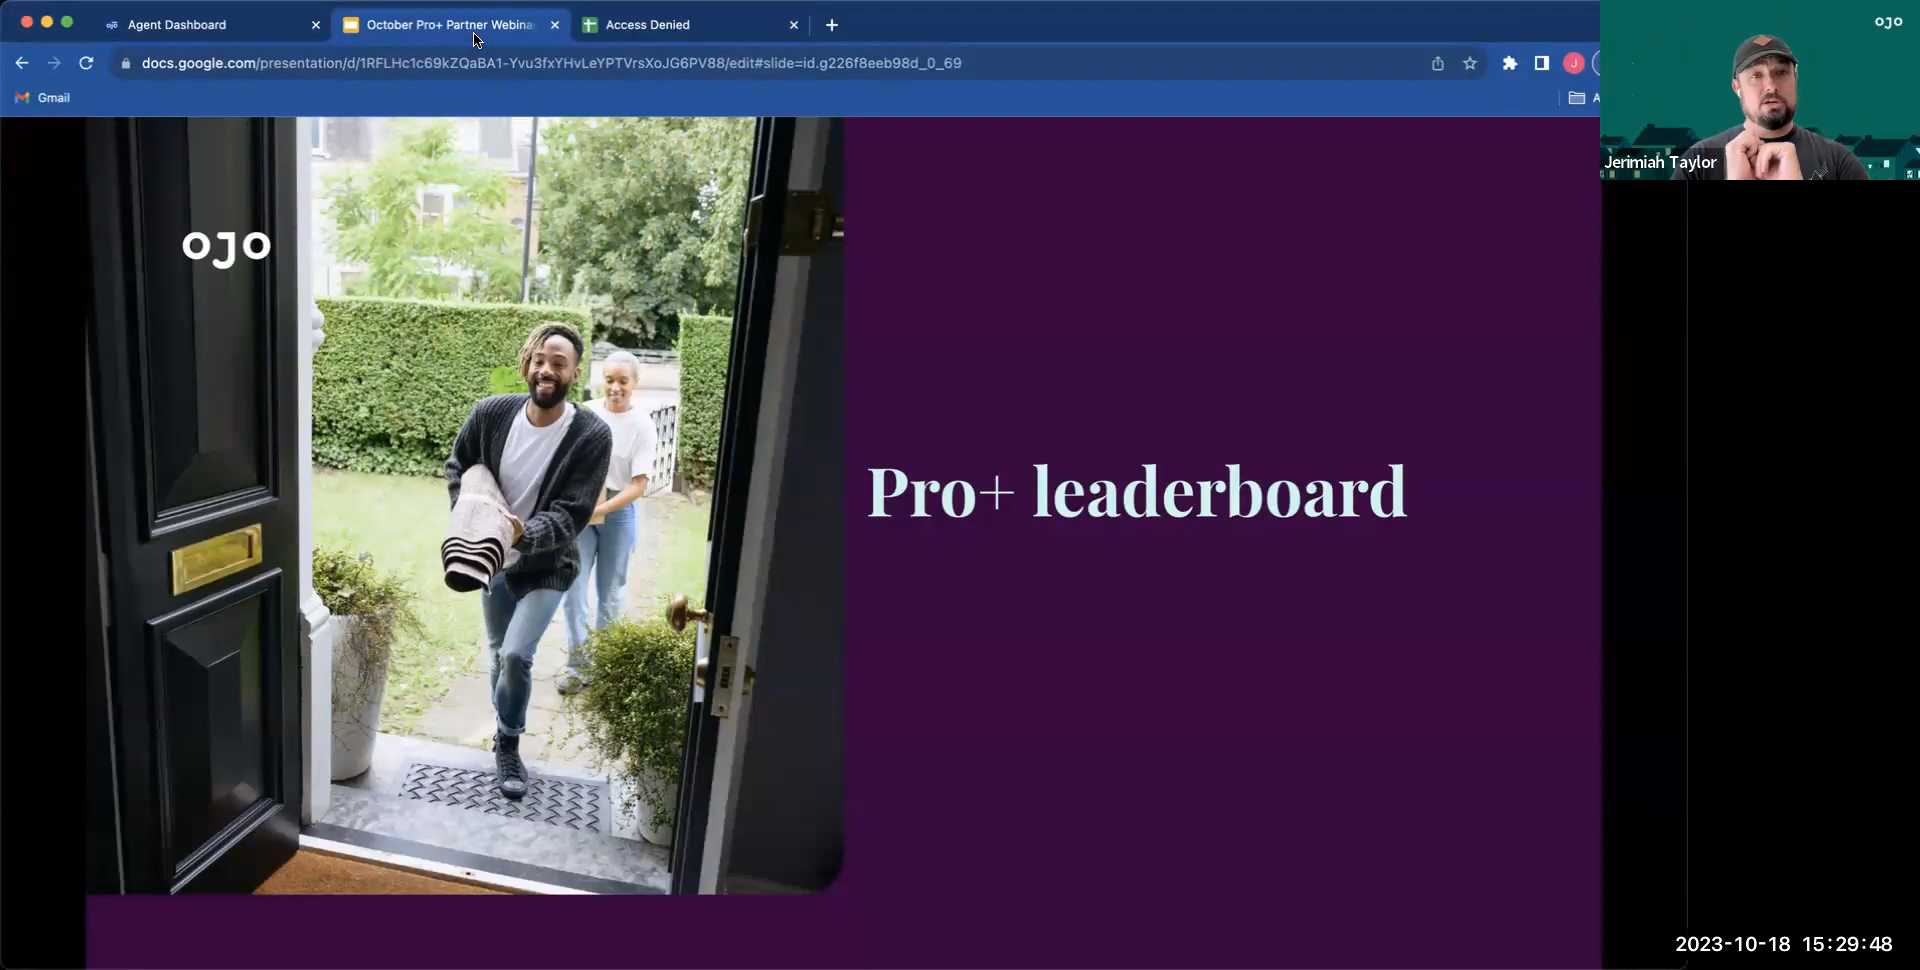 Agent Dashboard
October Pro+ Partner Webina
Access Denied
docs.google.com/presentation/d/1RFLHc1c69kZQaBA1-Yvu3fxYHvLeYPTVrsXoJG6PV88/edit#slide=id.g226f8eeb98d_0_69
J
Gmail
A
ojo
Jerimiah Taylor
ojo
Pro+ leaderboard
2023-10-18 15:29:48